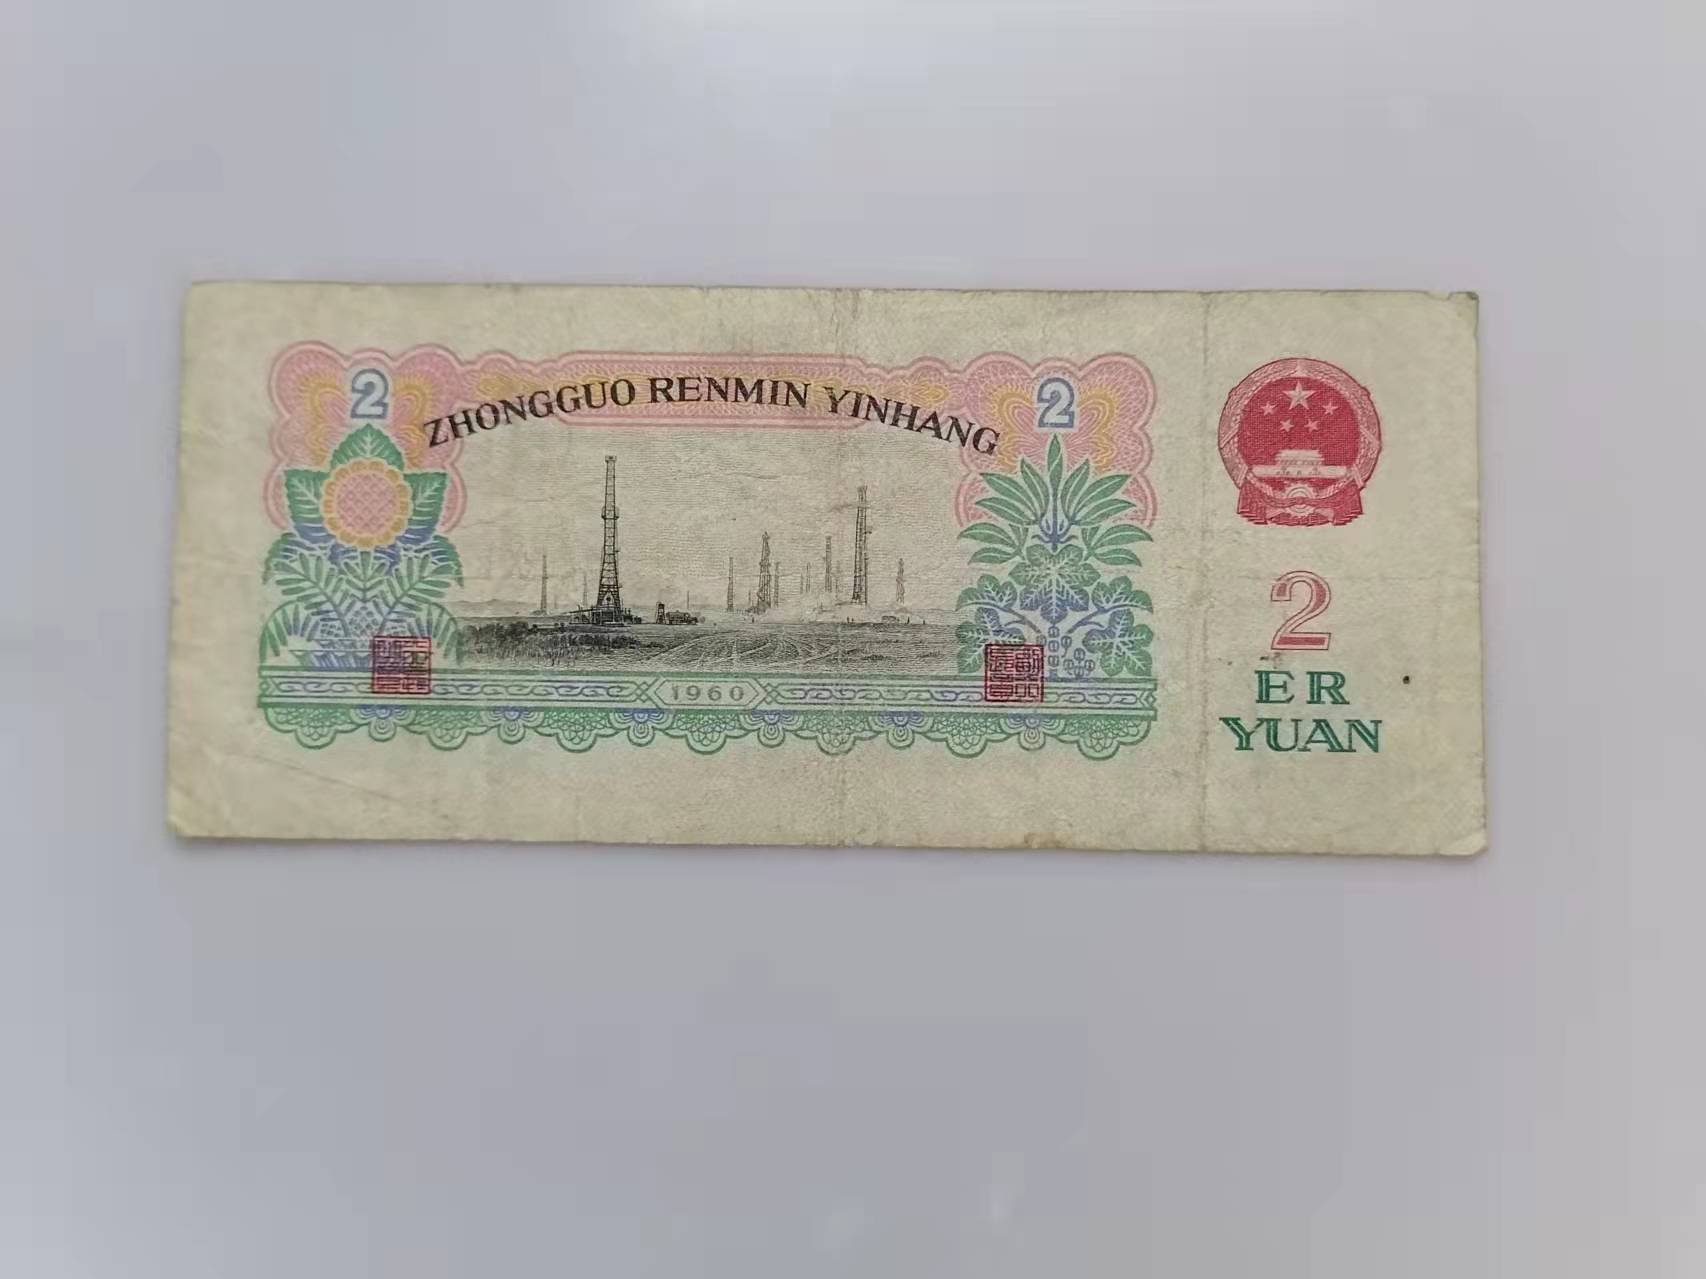 2
ZHONGGUO RENMIN YINHANG
2
1960
2
ER
YUAN